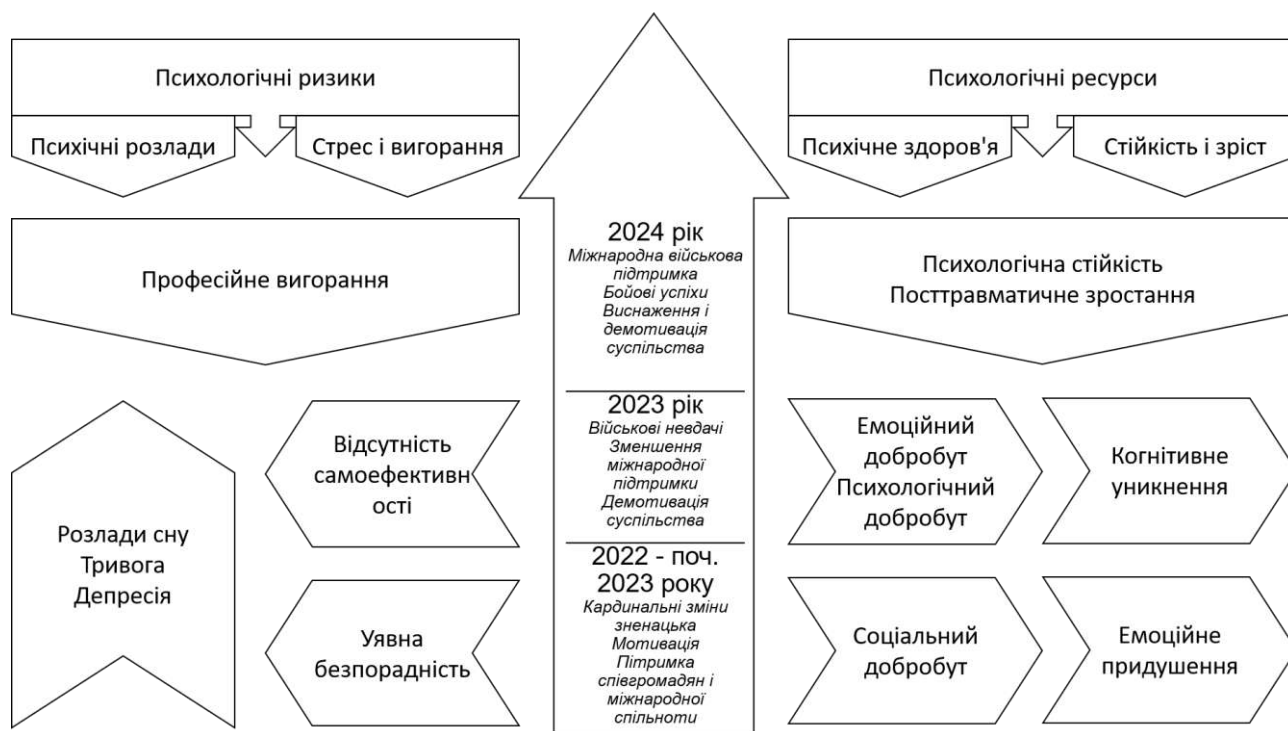 Психологічні ризики
Психічні розлади
Стрес і вигорання
Професійне вигорання
Розлади сну
Тривога
Депресія
Відсутність
самоефективн
ості
Уявна
безпорадність
2024 рік
Міжнародна військова
підтримка
Бойові успіхи
Виснаження і
демотивація
суспільства
2023 рік
Військові невдачі
Зменшення
міжнародної
підтримки
Демотивація
суспільства
2022 - поч.
2023 року
Кардинальні зміни
зненацька
Мотивація
Пітримка
співгромадян і
міжнародної
спільноти
Психологічні ресурси
Психічне здоров'я
Стійкість і зріст
Психологічна стійкість
Посттравматичне зростання
Емоційний
добробут
Психологічний
добробут
Когнітивне
уникнення
Соціальний
добробут
Емоційне
придушення